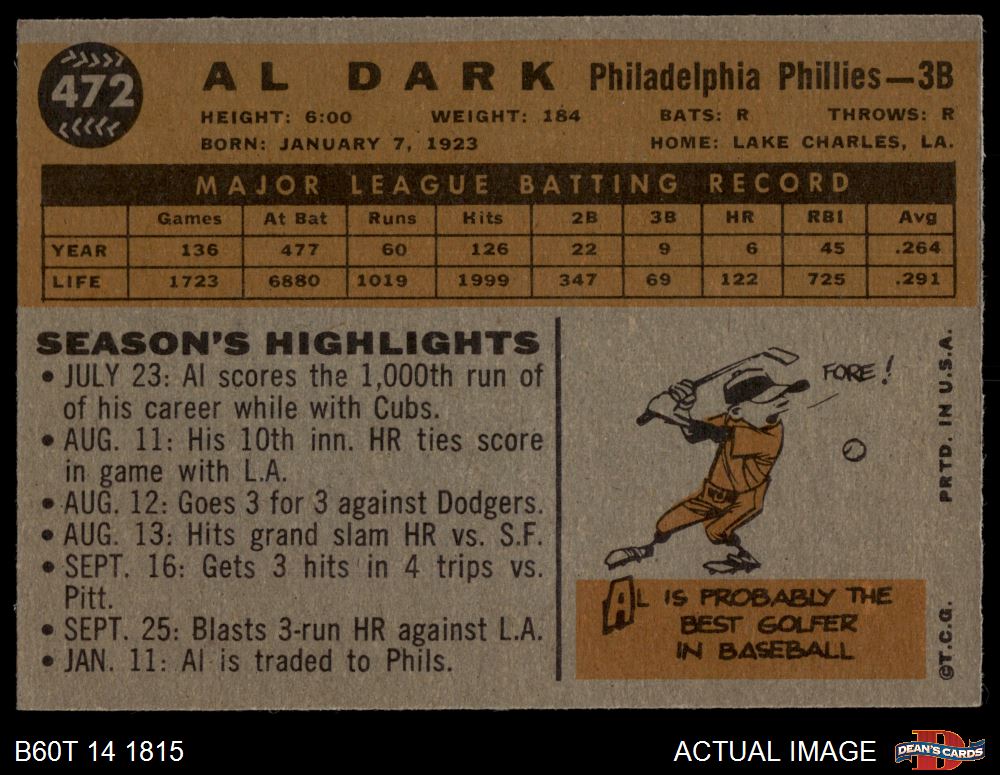 472
AL DARK Philadelphia Phillies—3B
HEIGHT: 6:00 WEIGHT: 184 BATS: R THROWS: R
BORN: JANUARY 7, 1923 HOME: LAKE CHARLES, LA.
MAJOR LEAGUE BATTING RECORD
Games At Bat Runs Hits 2B 3B HR RBI Avg
YEAR 136 477 60 126 22 9 6 45 .264
LIFE 1723 6880 1019 1999 347 69 122 725 .291
SEASON'S HIGHLIGHTS
• JULY 23: Al scores the 1,000th run of
of his career while with Cubs.
• AUG. 11: His 10th inn. HR ties score
in game with L.A.
• AUG. 12: Goes 3 for 3 against Dodgers.
• AUG. 13: Hits grand slam HR vs. S.F.
• SEPT. 16: Gets 3 hits in 4 trips vs.
Pitt.
• SEPT. 25: Blasts 3-run HR against L.A.
• JAN. 11: Al is traded to Phils.
FORE!
AL IS PROBABLY THE
BEST GOLFER
IN BASEBALL
©T.C.G. PRTD. IN U.S.A.
B60T 14 1815 ACTUAL IMAGE
DEAN'S CARDS